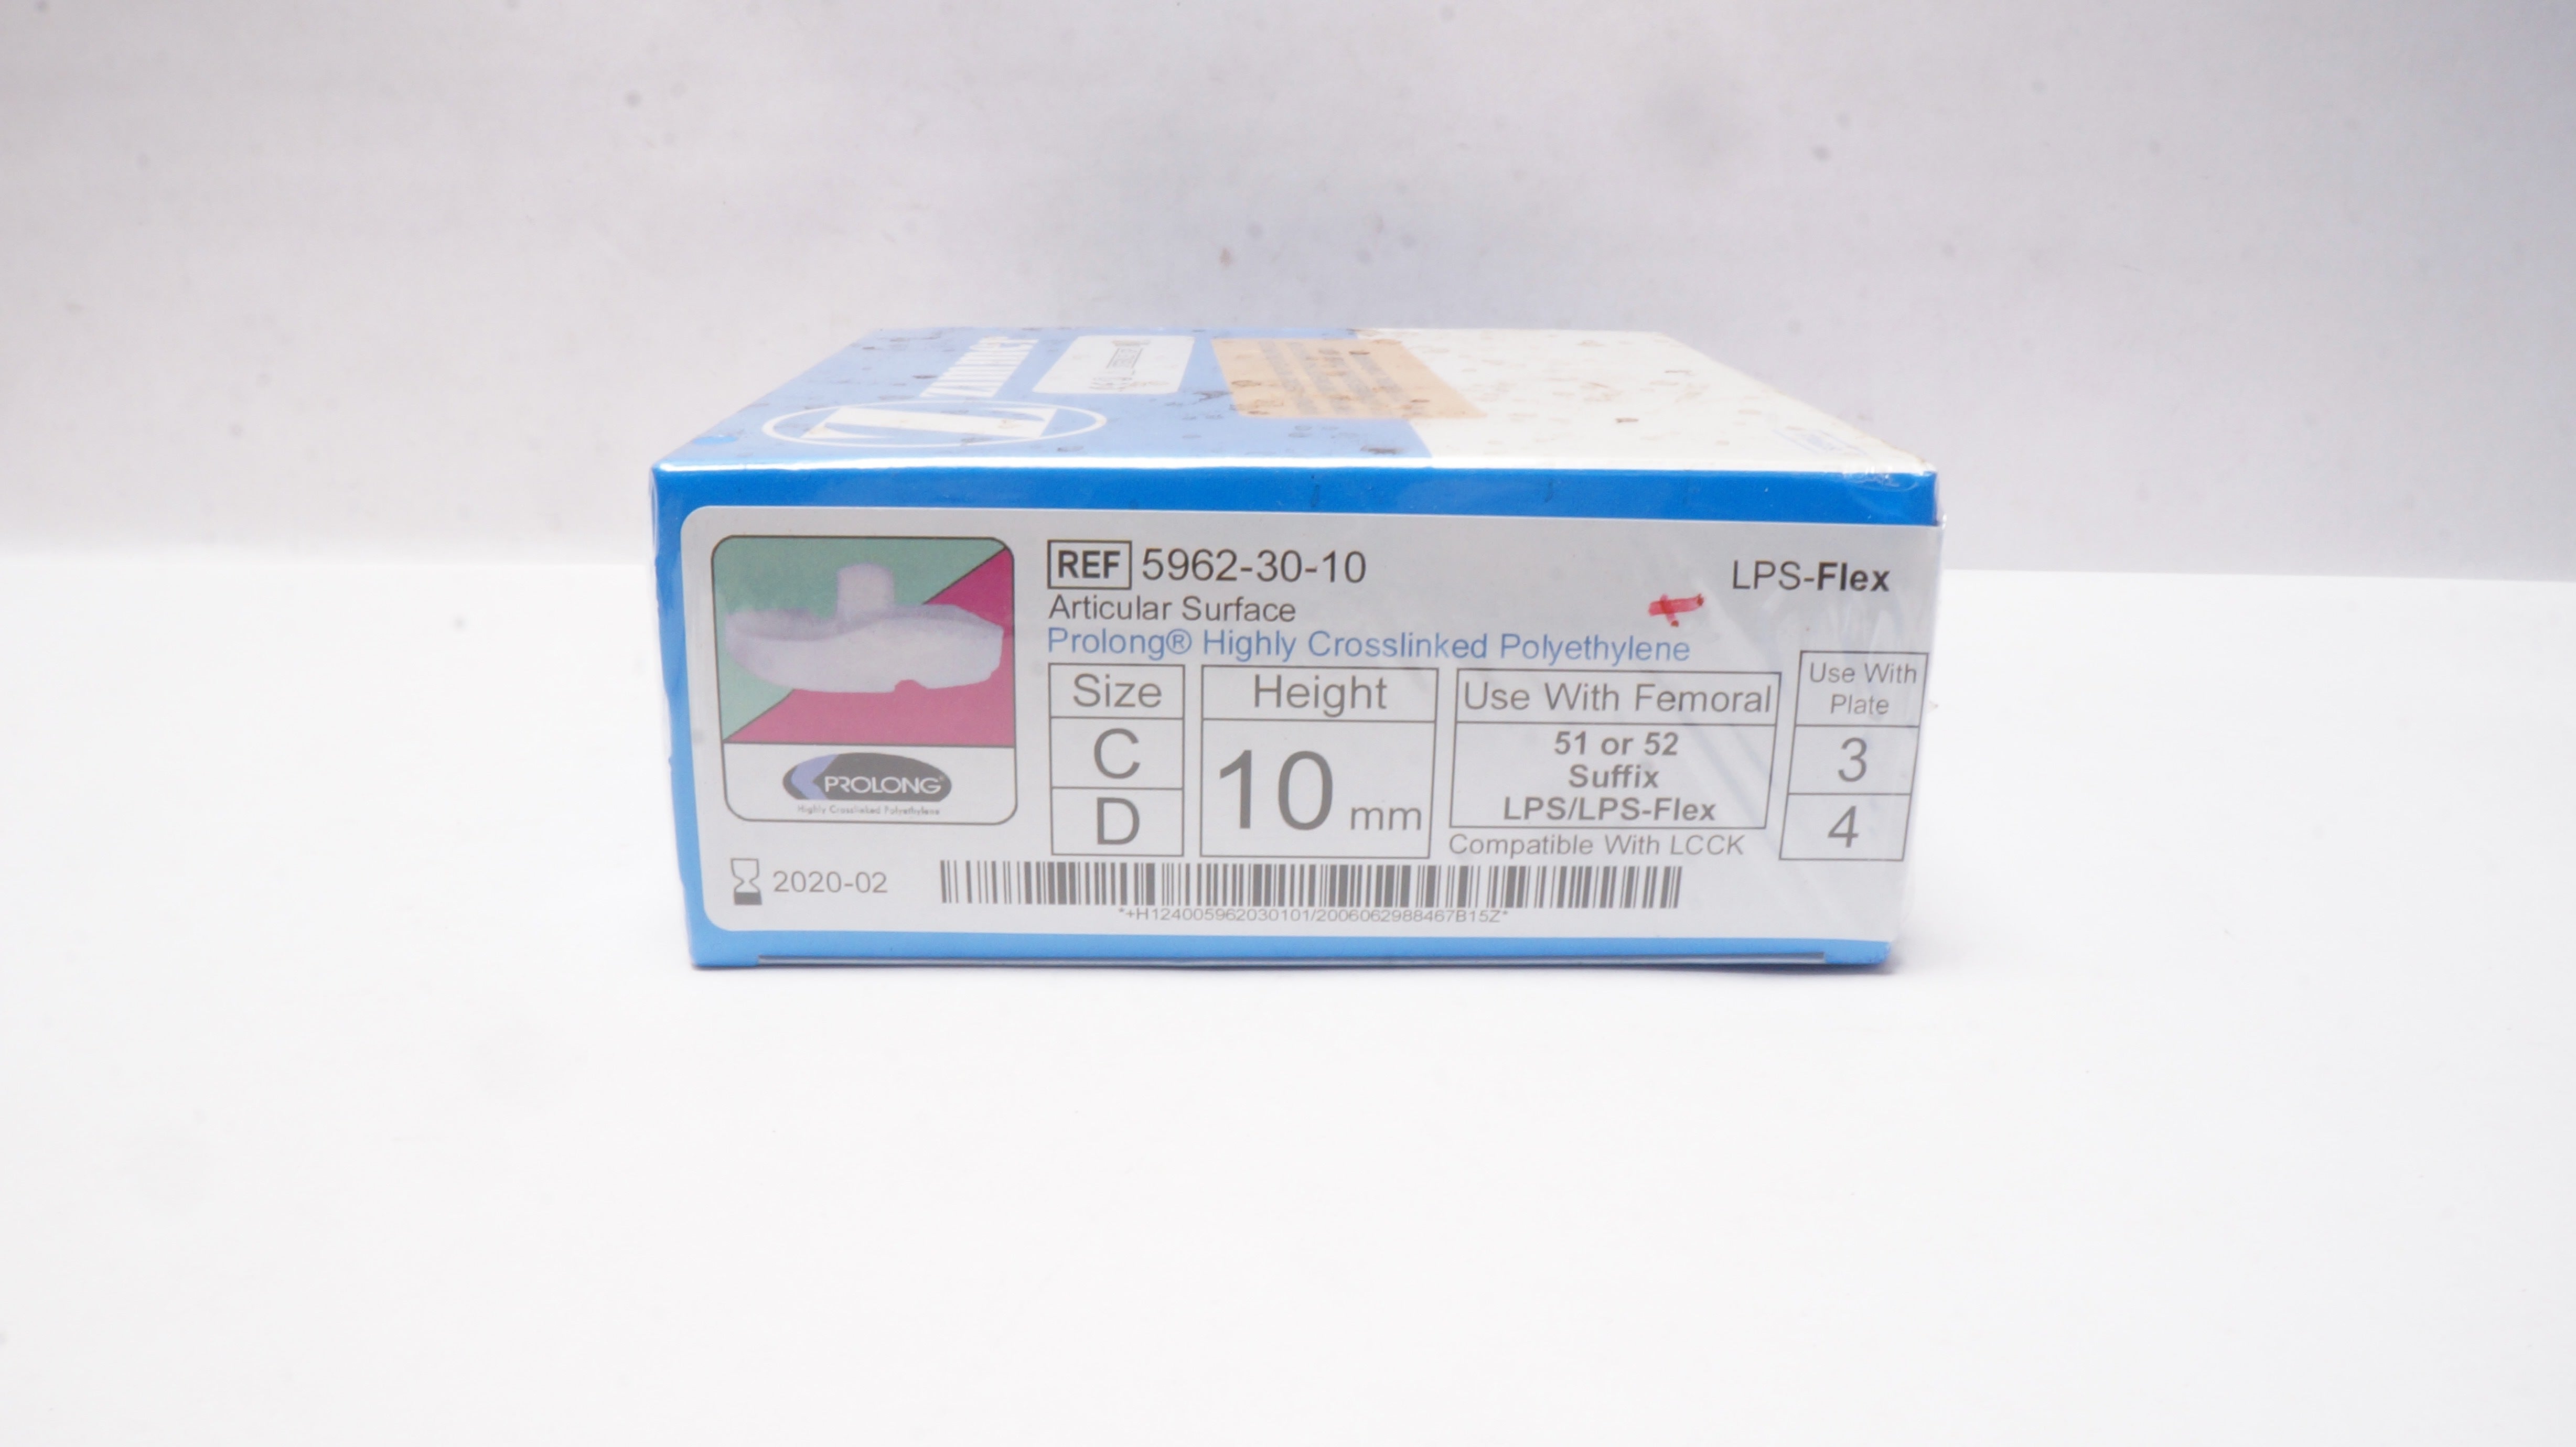 zimmer
REF 5962-30-10
LPS-Flex
Articular Surface
Prolong® Highly Crosslinked Polyethylene
Size
C
D
Height
10 mm
Use With Femoral
51 or 52
Suffix
LPS/LPS-Flex
Compatible With LCCK
Use With
Plate
3
4
PROLONG®
Highly Crosslinked Polyethylene
2020-02
*+H124005962030101/2006062988467B15Z*